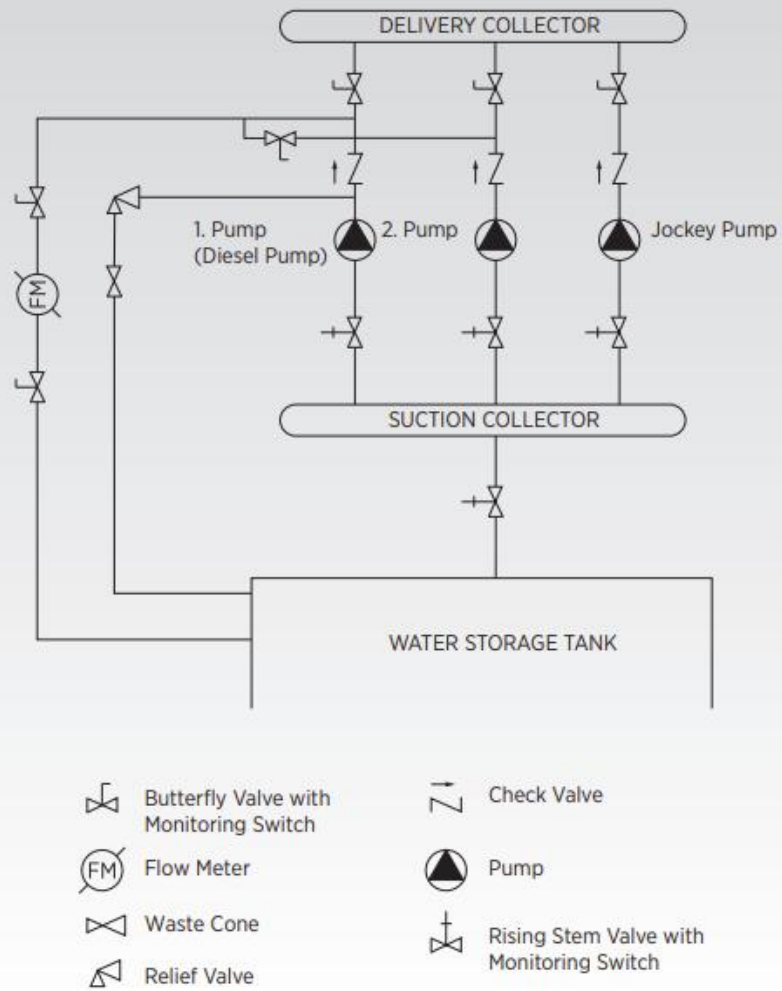 DELIVERY COLLECTOR
1. Pump
(Diesel Pump)
2. Pump
Jockey Pump
FM
SUCTION COLLECTOR
WATER STORAGE TANK
Butterfly Valve with
Monitoring Switch
Check Valve
FM
Flow Meter
Pump
Waste Cone
Rising Stem Valve with
Monitoring Switch
Relief Valve